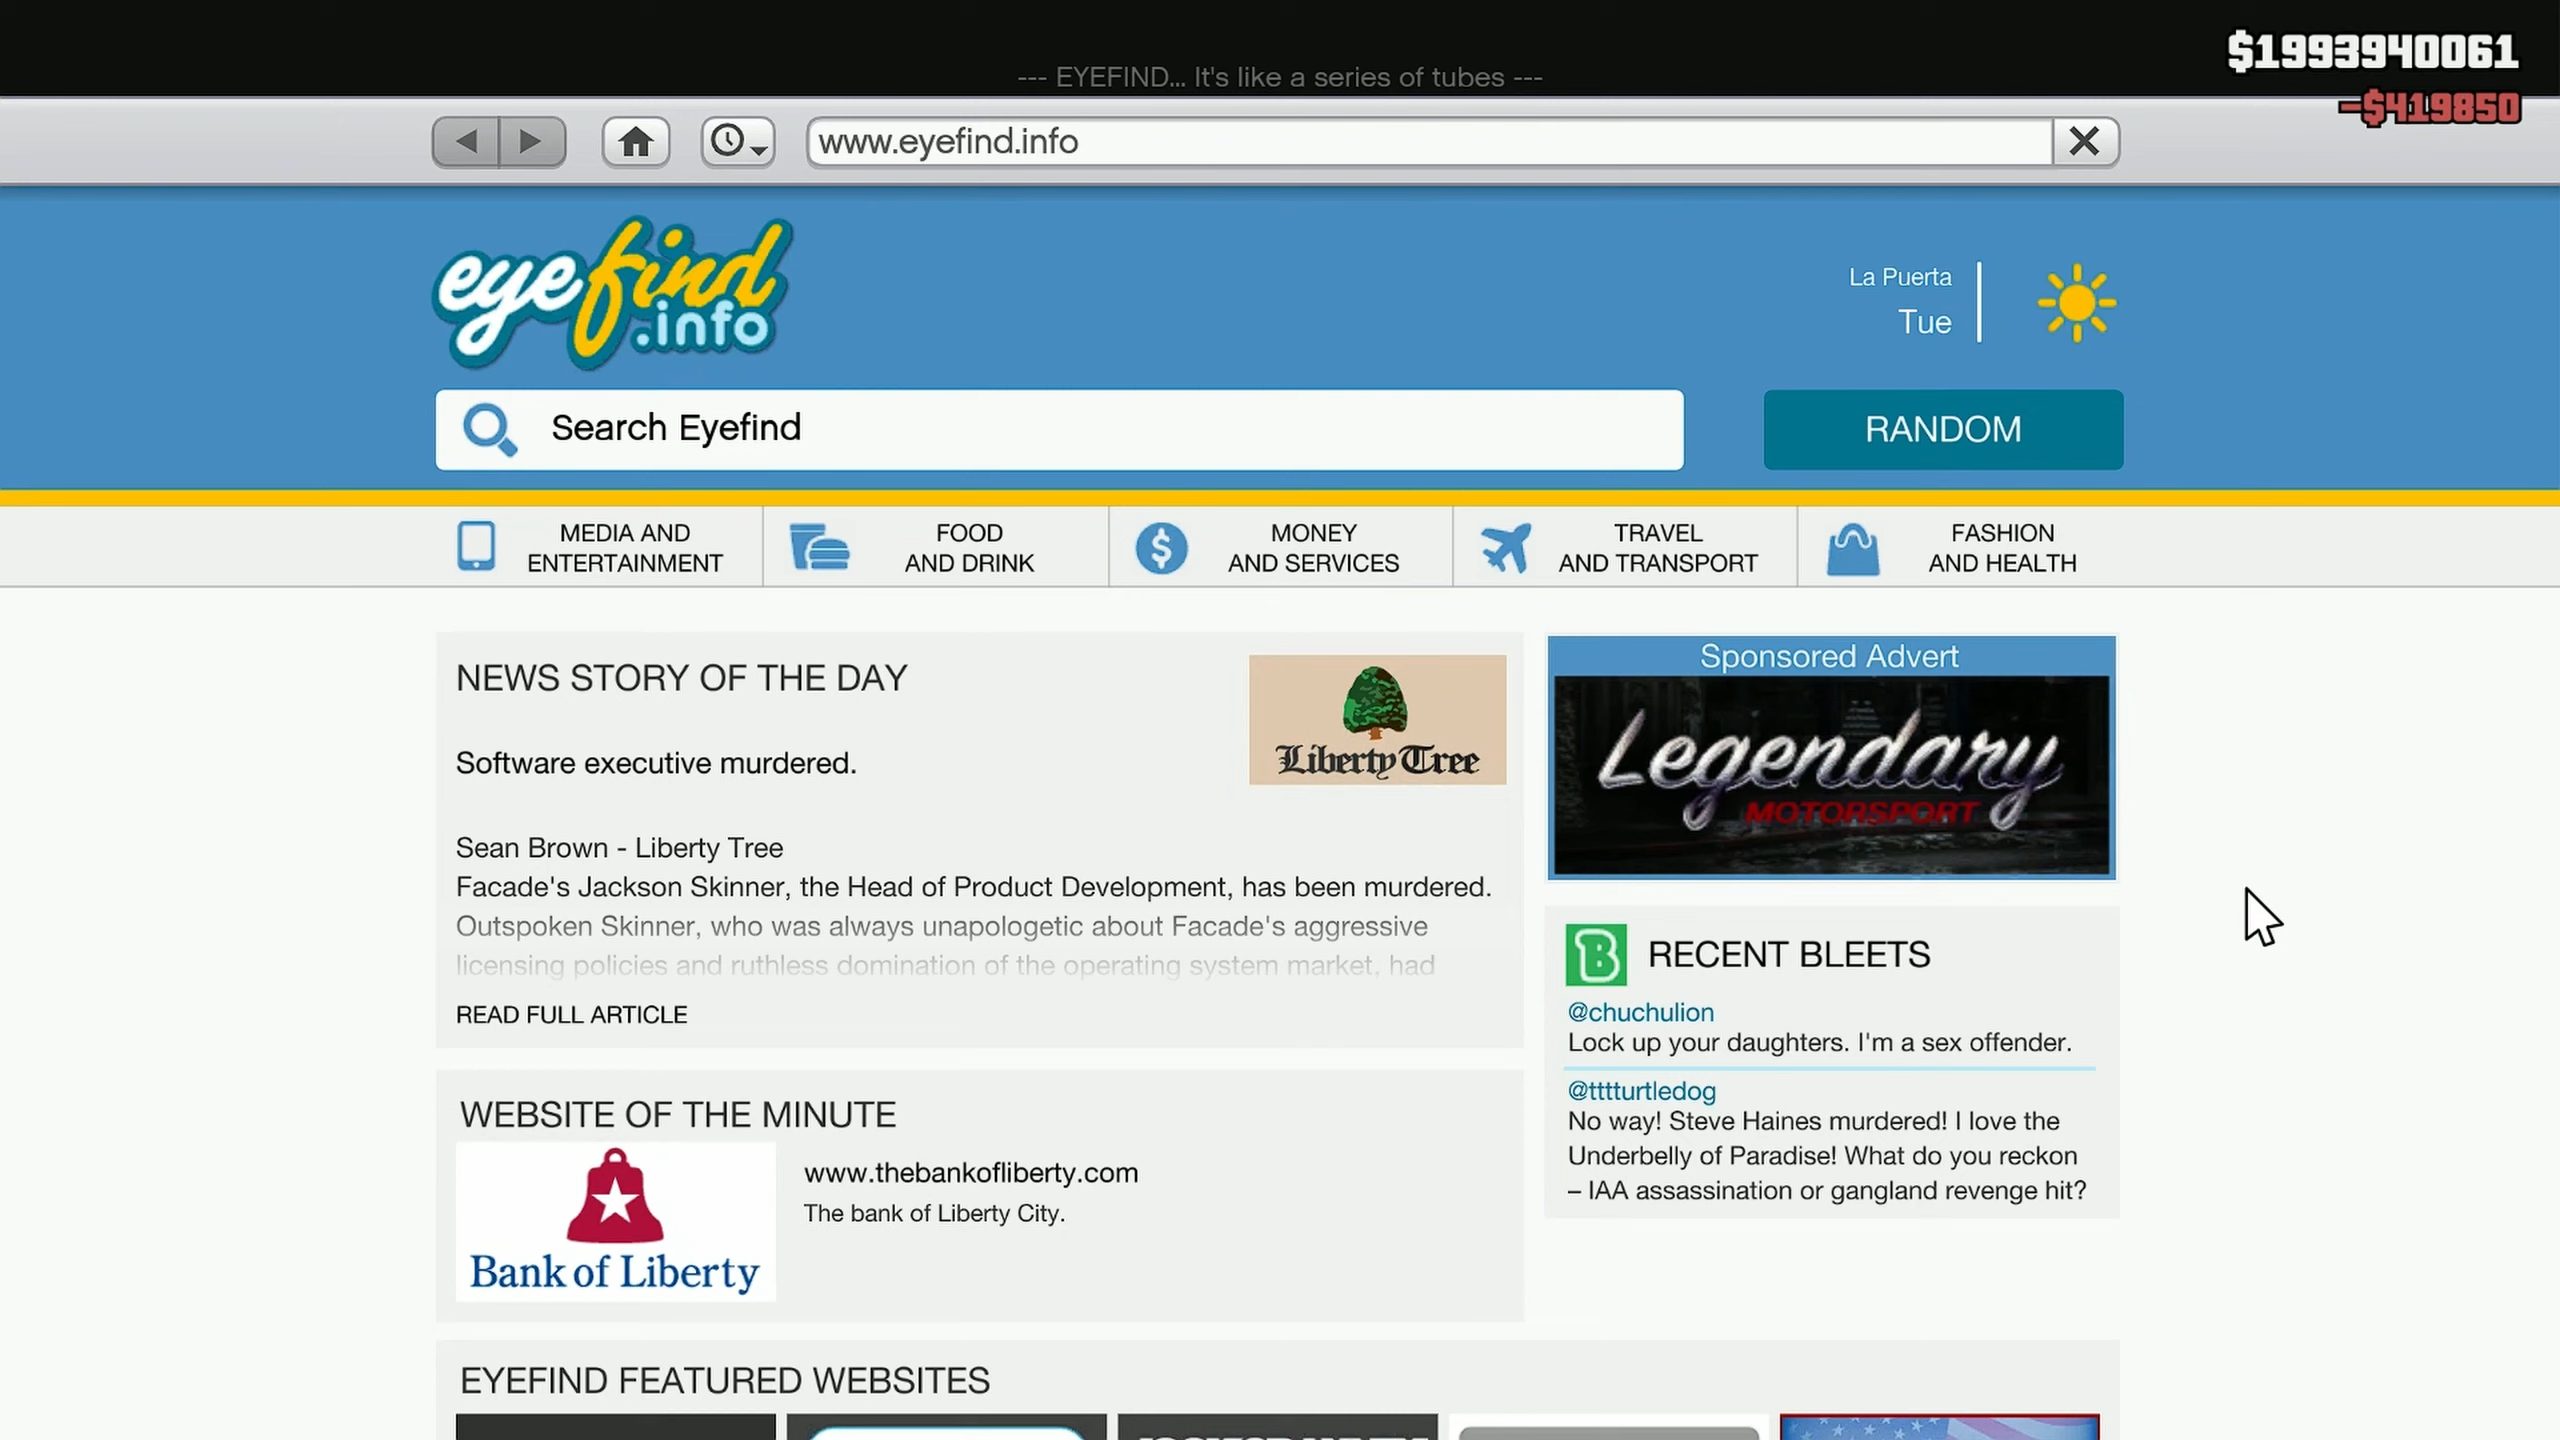 $1993940061
--- EYEFIND... It's like a series of tubes ---
-$419850
www.eyefind.info
eyefind
.info
La Puerta
Tue
Search Eyefind
RANDOM
MEDIA AND
ENTERTAINMENT
FOOD
AND DRINK
MONEY
AND SERVICES
TRAVEL
AND TRANSPORT
FASHION
AND HEALTH
NEWS STORY OF THE DAY
Liberty Tree
Software executive murdered.
Sean Brown - Liberty Tree
Facade's Jackson Skinner, the Head of Product Development, has been murdered.
Outspoken Skinner, who was always unapologetic about Facade's aggressive
licensing policies and ruthless domination of the operating system market, had
READ FULL ARTICLE
Sponsored Advert
Legendary
MOTORSPORT
B
RECENT BLEETS
@chuchulion
Lock up your daughters. I'm a sex offender.
@tttturtledog
No way! Steve Haines murdered! I love the
Underbelly of Paradise! What do you reckon
– IAA assassination or gangland revenge hit?
WEBSITE OF THE MINUTE
Bank of Liberty
www.thebankofliberty.com
The bank of Liberty City.
EYEFIND FEATURED WEBSITES